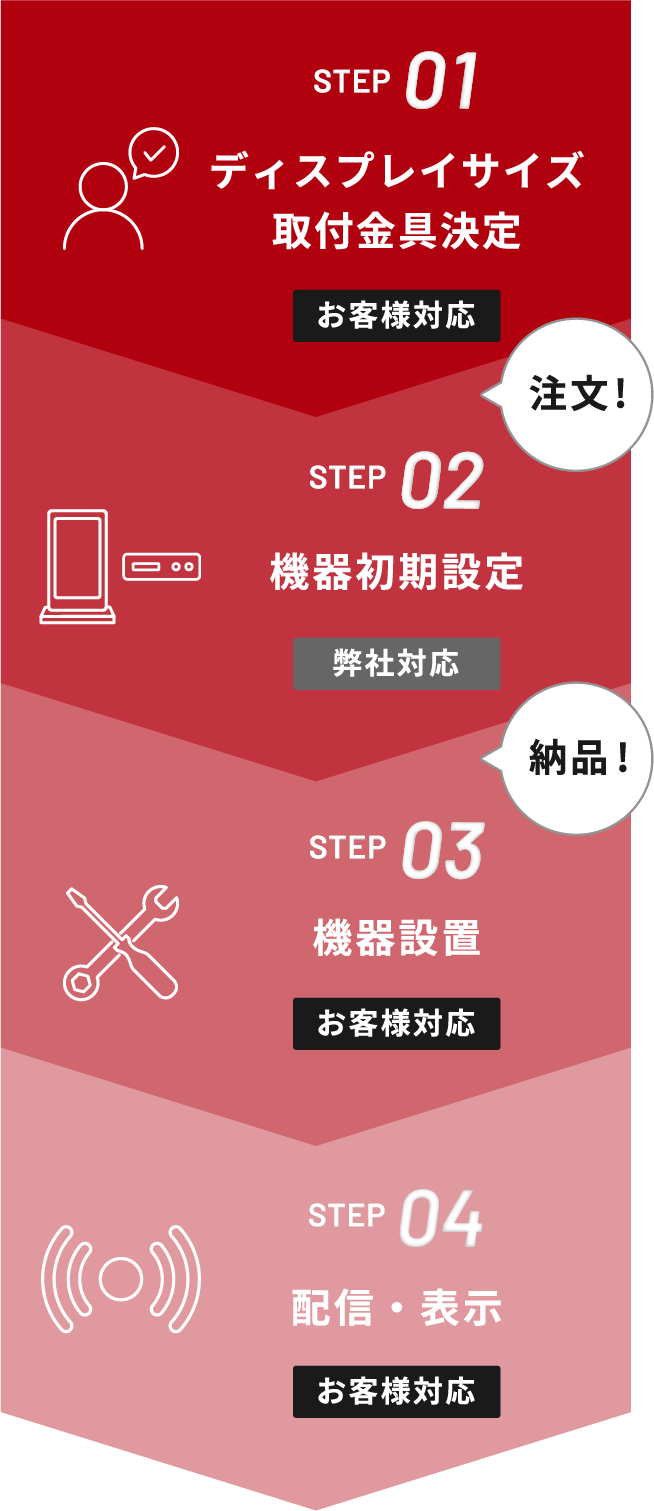 STEP 01
ディスプレイサイズ
取付金具決定
お客様対応
注文!
STEP 02
機器初期設定
弊社対応
納品!
STEP 03
機器設置
お客様対応
STEP 04
配信・表示
お客様対応